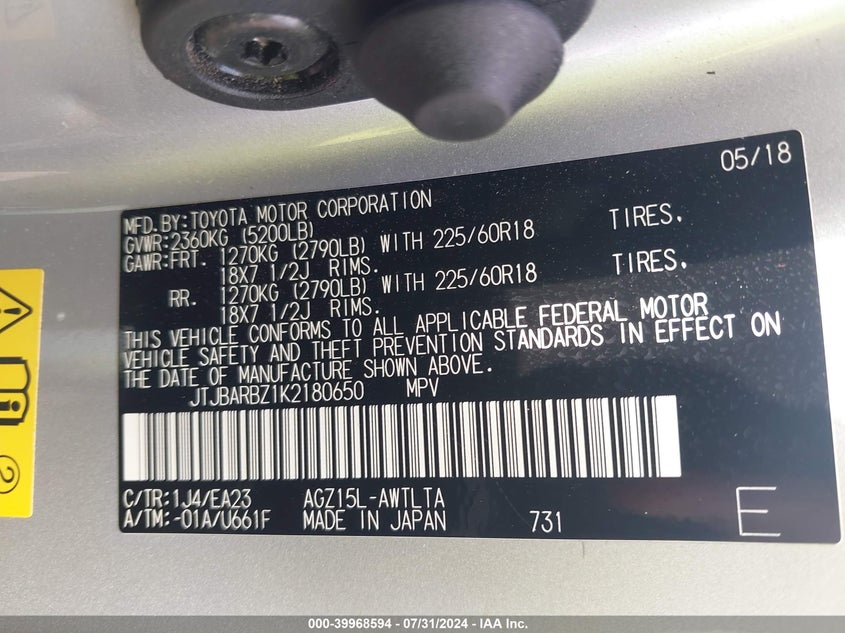 05/18
MFD.BY:TOYOTA MOTOR CORPORATION
GVWR:2360KG (5200LB)
GAWR:FRT. 1270KG (2790LB) WITH 225/60R18 TIRES,
18X7 1/2J RIMS.
RR. 1270KG (2790LB) WITH 225/60R18 TIRES,
18X7 1/2J RIMS.
THIS VEHICLE CONFORMS TO ALL APPLICABLE FEDERAL MOTOR
VEHICLE SAFETY AND THEFT PREVENTION STANDARDS IN EFFECT ON
THE DATE OF MANUFACTURE SHOWN ABOVE.
JTJBARBZ1K2180650 MPV
C/TR:1J4/EA23 AGZ15L-AWTLTA
A/TM:-01A/U661F MADE IN JAPAN 731 E
000-39968594 - 07/31/2024 - IAA Inc.